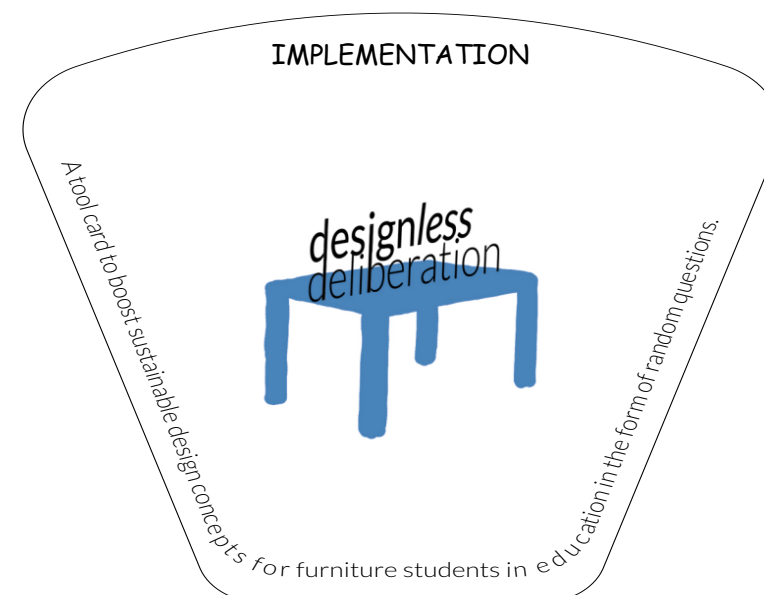 IMPLEMENTATION
designless
deliberation
A tool card to boost sustainable design concepts for furniture students in education in the form of random questions.